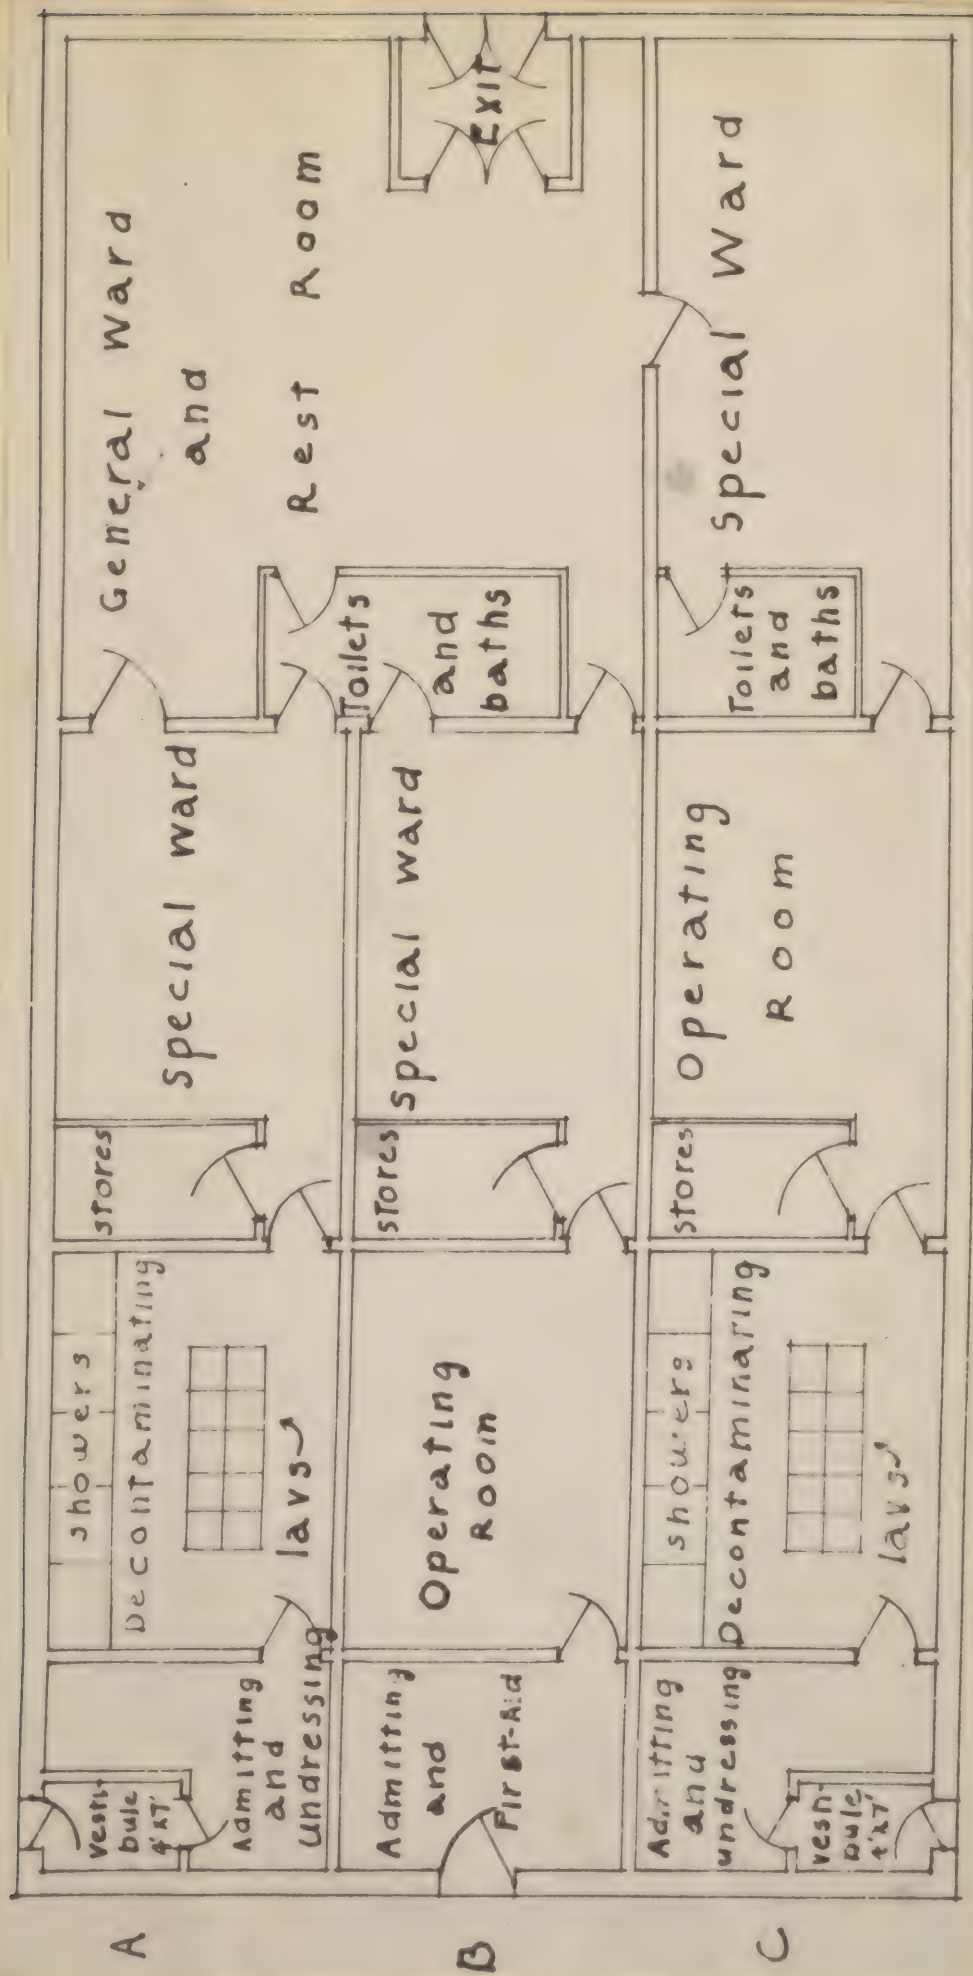 A
vesti-
bule
4'x7'
Admitting
and
Undressing
showers
Decontaminating
lavs
stores
Special ward
General Ward
and
Rest Room
B
Admitting
and
First-Aid
Operating
Room
stores
Special ward
Toilets
and
baths
Exit
C
Admitting
and
undressing
vesti-
bule
4'x7'
showers
Decontaminaring
lavs
stores
Operating
Room
Toilets
and
baths
Special Ward